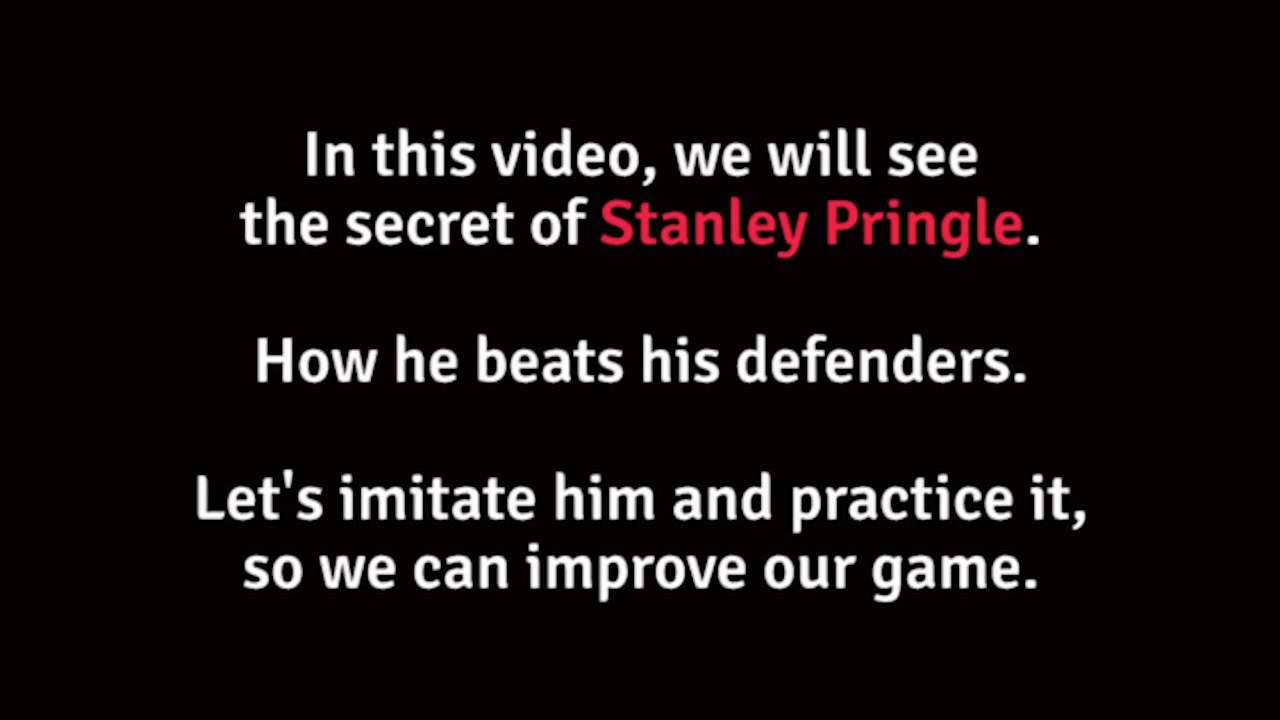 In this video, we will see
the secret of Stanley Pringle.
How he beats his defenders.
Let's imitate him and practice it,
so we can improve our game.